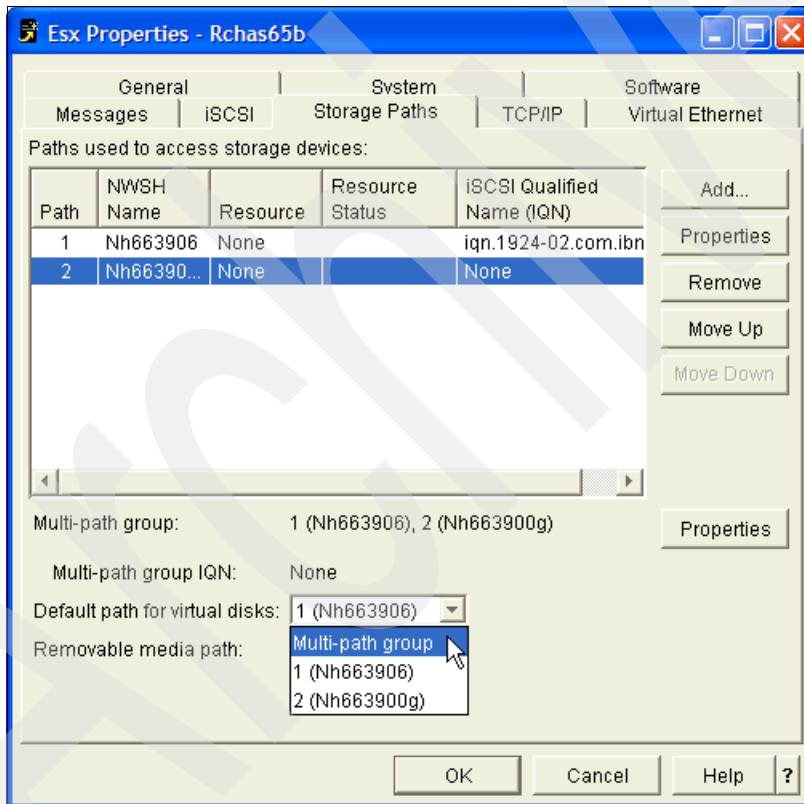 Esx Properties - Rchas65b
General System Software
Messages iSCSI Storage Paths TCP/IP Virtual Ethernet
Paths used to access storage devices:
Path NWSH Name Resource Resource Status iSCSI Qualified Name (IQN)
1 Nh663906 None iqn.1924-02.com.ibn
2 Nh66390... None None
Add...
Properties
Remove
Move Up
Move Down
Multi-path group: 1 (Nh663906), 2 (Nh663900g)
Properties
Multi-path group IQN: None
Default path for virtual disks: 1 (Nh663906)
Removable media path:
Multi-path group
1 (Nh663906)
2 (Nh663900g)
OK Cancel Help ?